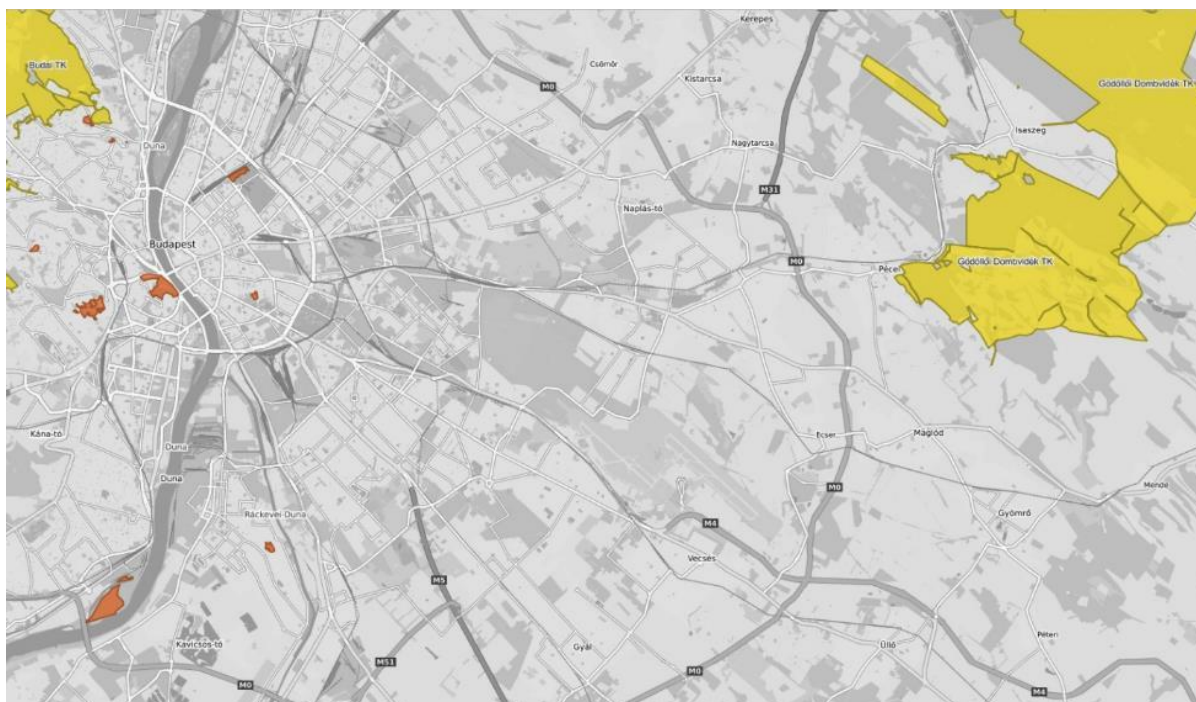 Kerepes
Budai TK
Csömör
Kistarcsa
M0
Gödöllői Dombvidék TK
Isaszeg
Duna
Nagytarcsa
M31
Naplás-tó
Budapest
M0
Pécel
Gödöllői Dombvidék TK
Kána-tó
Duna
Ecser
Maglód
Duna
M0
Mende
Ráckevei-Duna
M4
Gyömrő
Vecsés
M5
Kavicsos-tó
Gyál
Üllő
Péteri
M51
M0
M0
M4